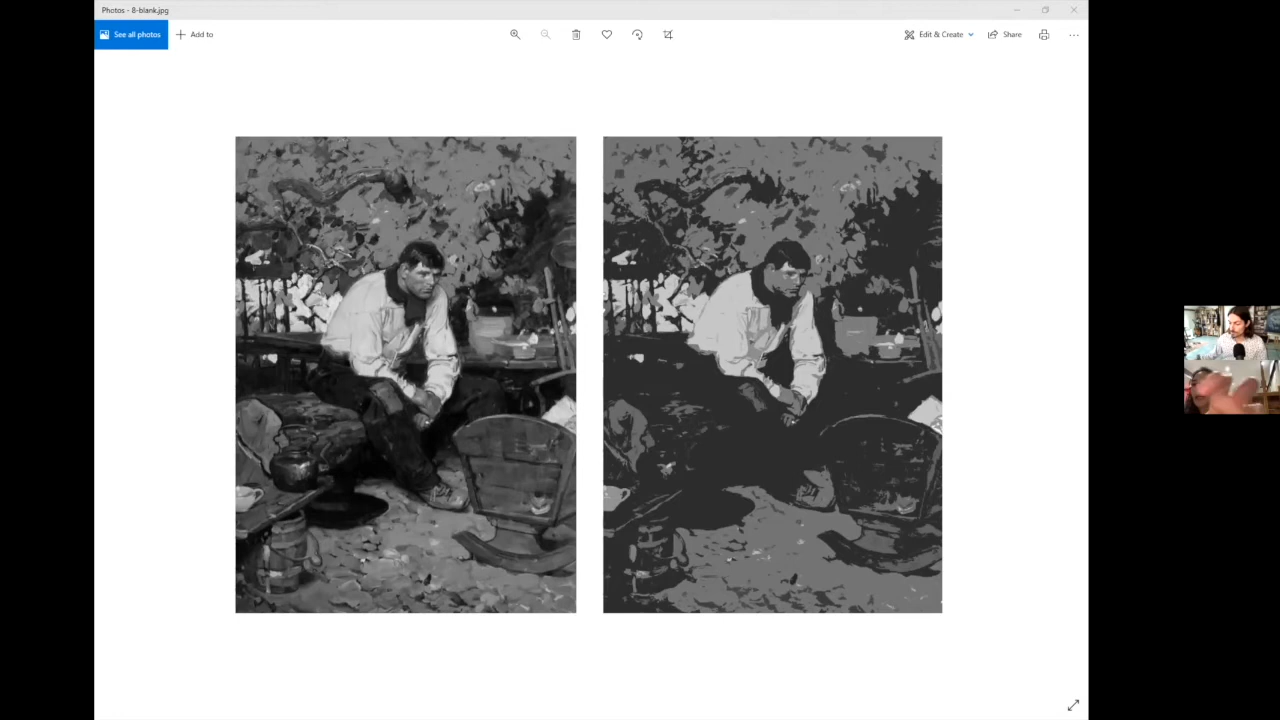 Photos - 8-blank.jpg
See all photos
Add to
Edit & Create
Share